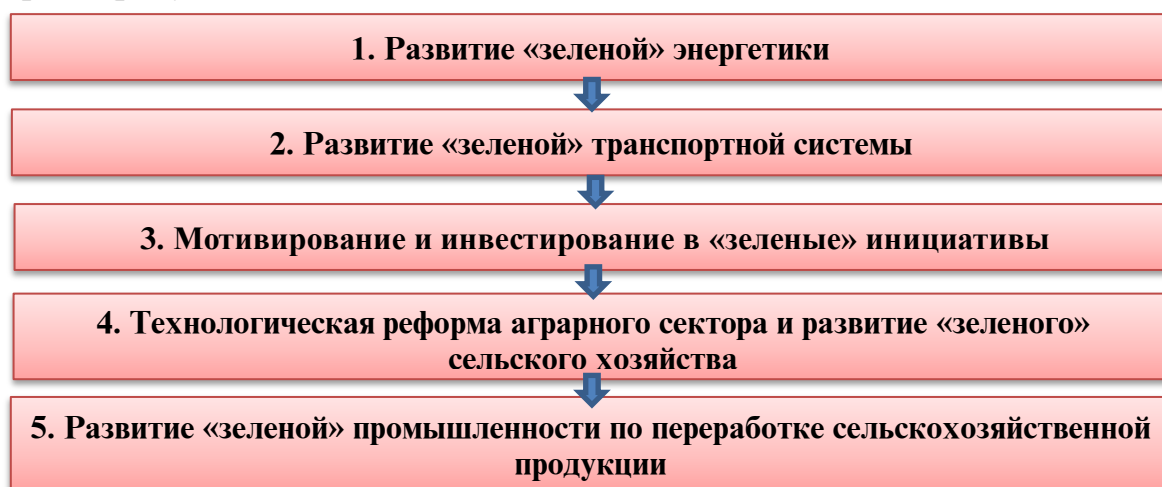 1. Развитие «зеленой» энергетики
2. Развитие «зеленой» транспортной системы
3. Мотивирование и инвестирование в «зеленые» инициативы
4. Технологическая реформа аграрного сектора и развитие «зеленого»
сельского хозяйства
5. Развитие «зеленой» промышленности по переработке сельскохозяйственной
продукции